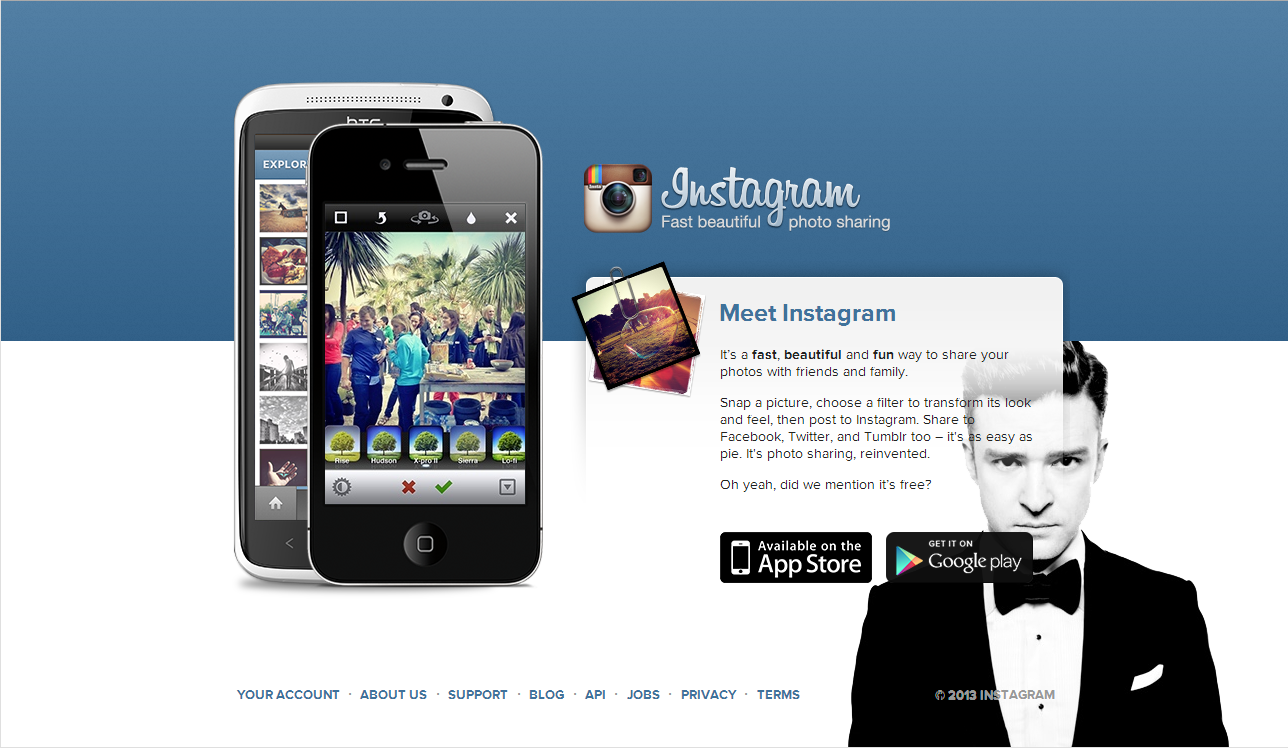 hTC
EXPLOR
Insta
Instagram
Fast beautiful photo sharing
Rise
Hudson
X-pro II
Sierra
Lo-fi
Meet Instagram
It's a fast, beautiful and fun way to share your
photos with friends and family.
Snap a picture, choose a filter to transform its look
and feel, then post to Instagram. Share to
Facebook, Twitter, and Tumblr too – it's as easy as
pie. It's photo sharing, reinvented.
Oh yeah, did we mention it's free?
Available on the
App Store
GET IT ON
Google play
YOUR ACCOUNT · ABOUT US · SUPPORT · BLOG · API · JOBS · PRIVACY · TERMS
© 2013 INSTAGRAM